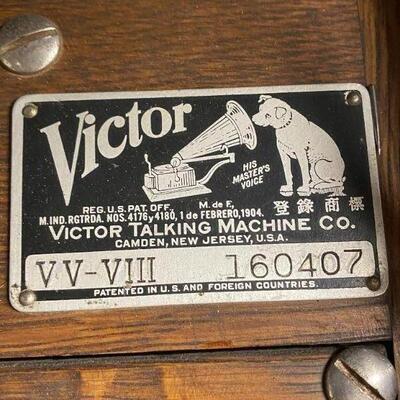 Victor
HIS
MASTER'S
VOICE
REG. U.S. PAT. OFF. M. de F,
M. IND. RGTRDA. NOS. 4176 y 4180, 1 de FEBRERO, 1904. 登錄商標
VICTOR TALKING MACHINE CO.
CAMDEN, NEW JERSEY, U.S.A.
VV-VIII 160407
PATENTED IN U.S. AND FOREIGN COUNTRIES.